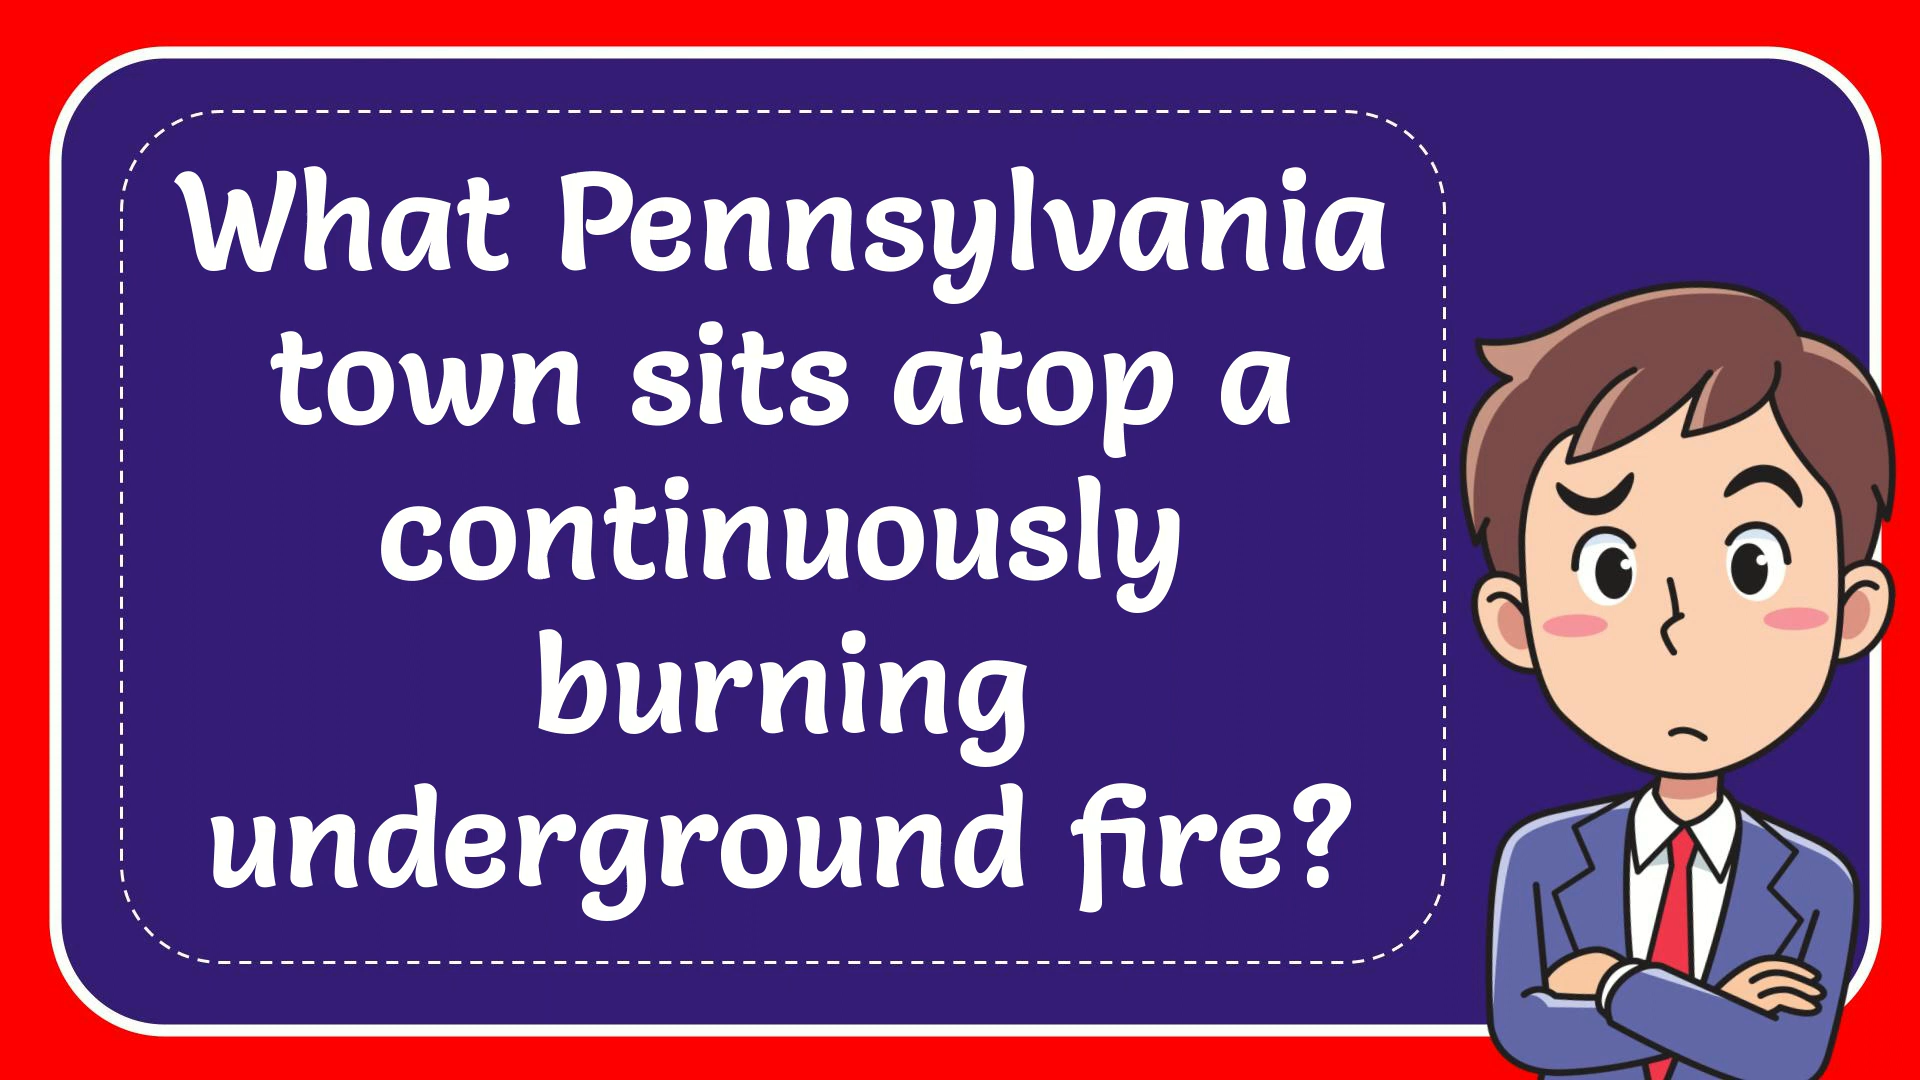 What Pennsylvania
town sits atop a
continuously
burning
underground fire?